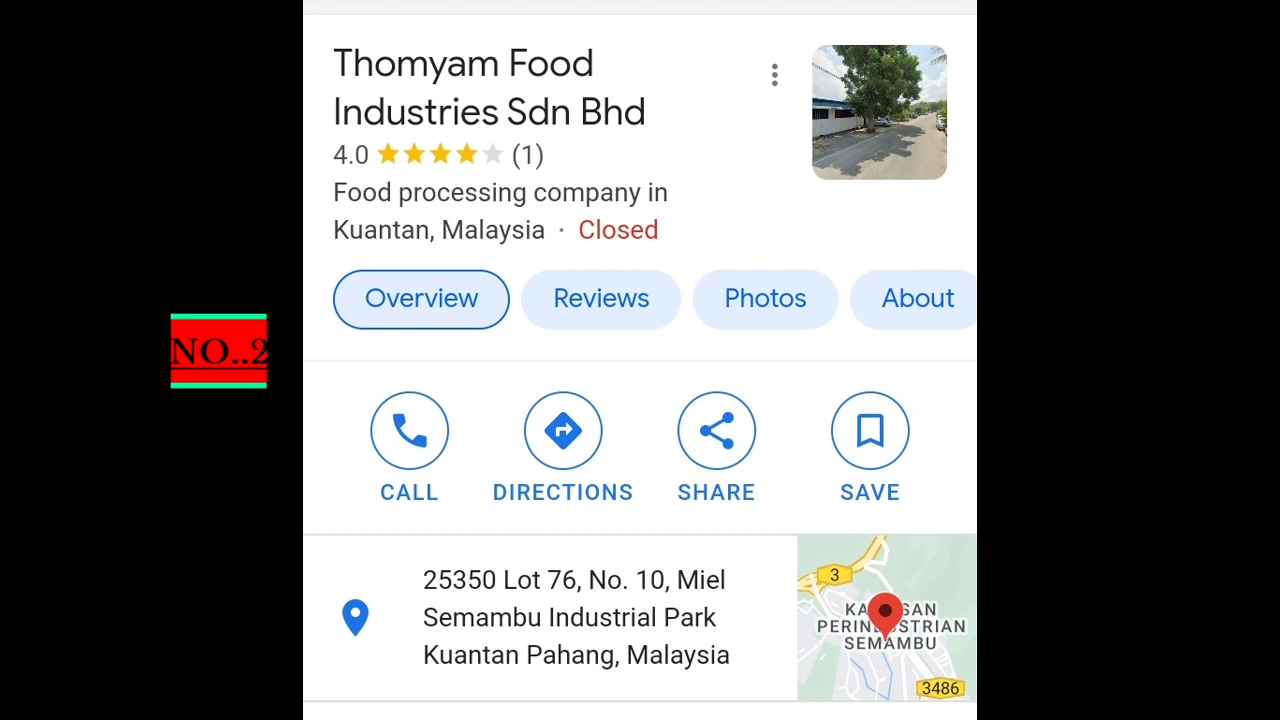 Thomyam Food
Industries Sdn Bhd
4.0 (1)
Food processing company in
Kuantan, Malaysia · Closed
Overview
Reviews
Photos
About
NO..2
CALL
DIRECTIONS
SHARE
SAVE
25350 Lot 76, No. 10, Miel
Semambu Industrial Park
Kuantan Pahang, Malaysia
3
PERINDUSTRIAN
SEMAMBU
3486